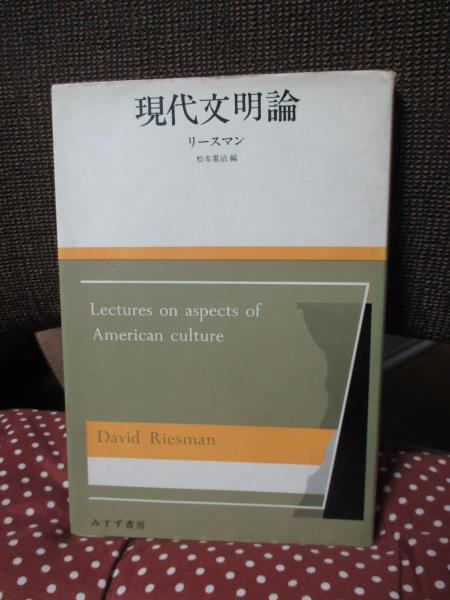 現代文明論
リースマン
松本重治 編
Lectures on aspects of
American culture
David Riesman
みすず書房